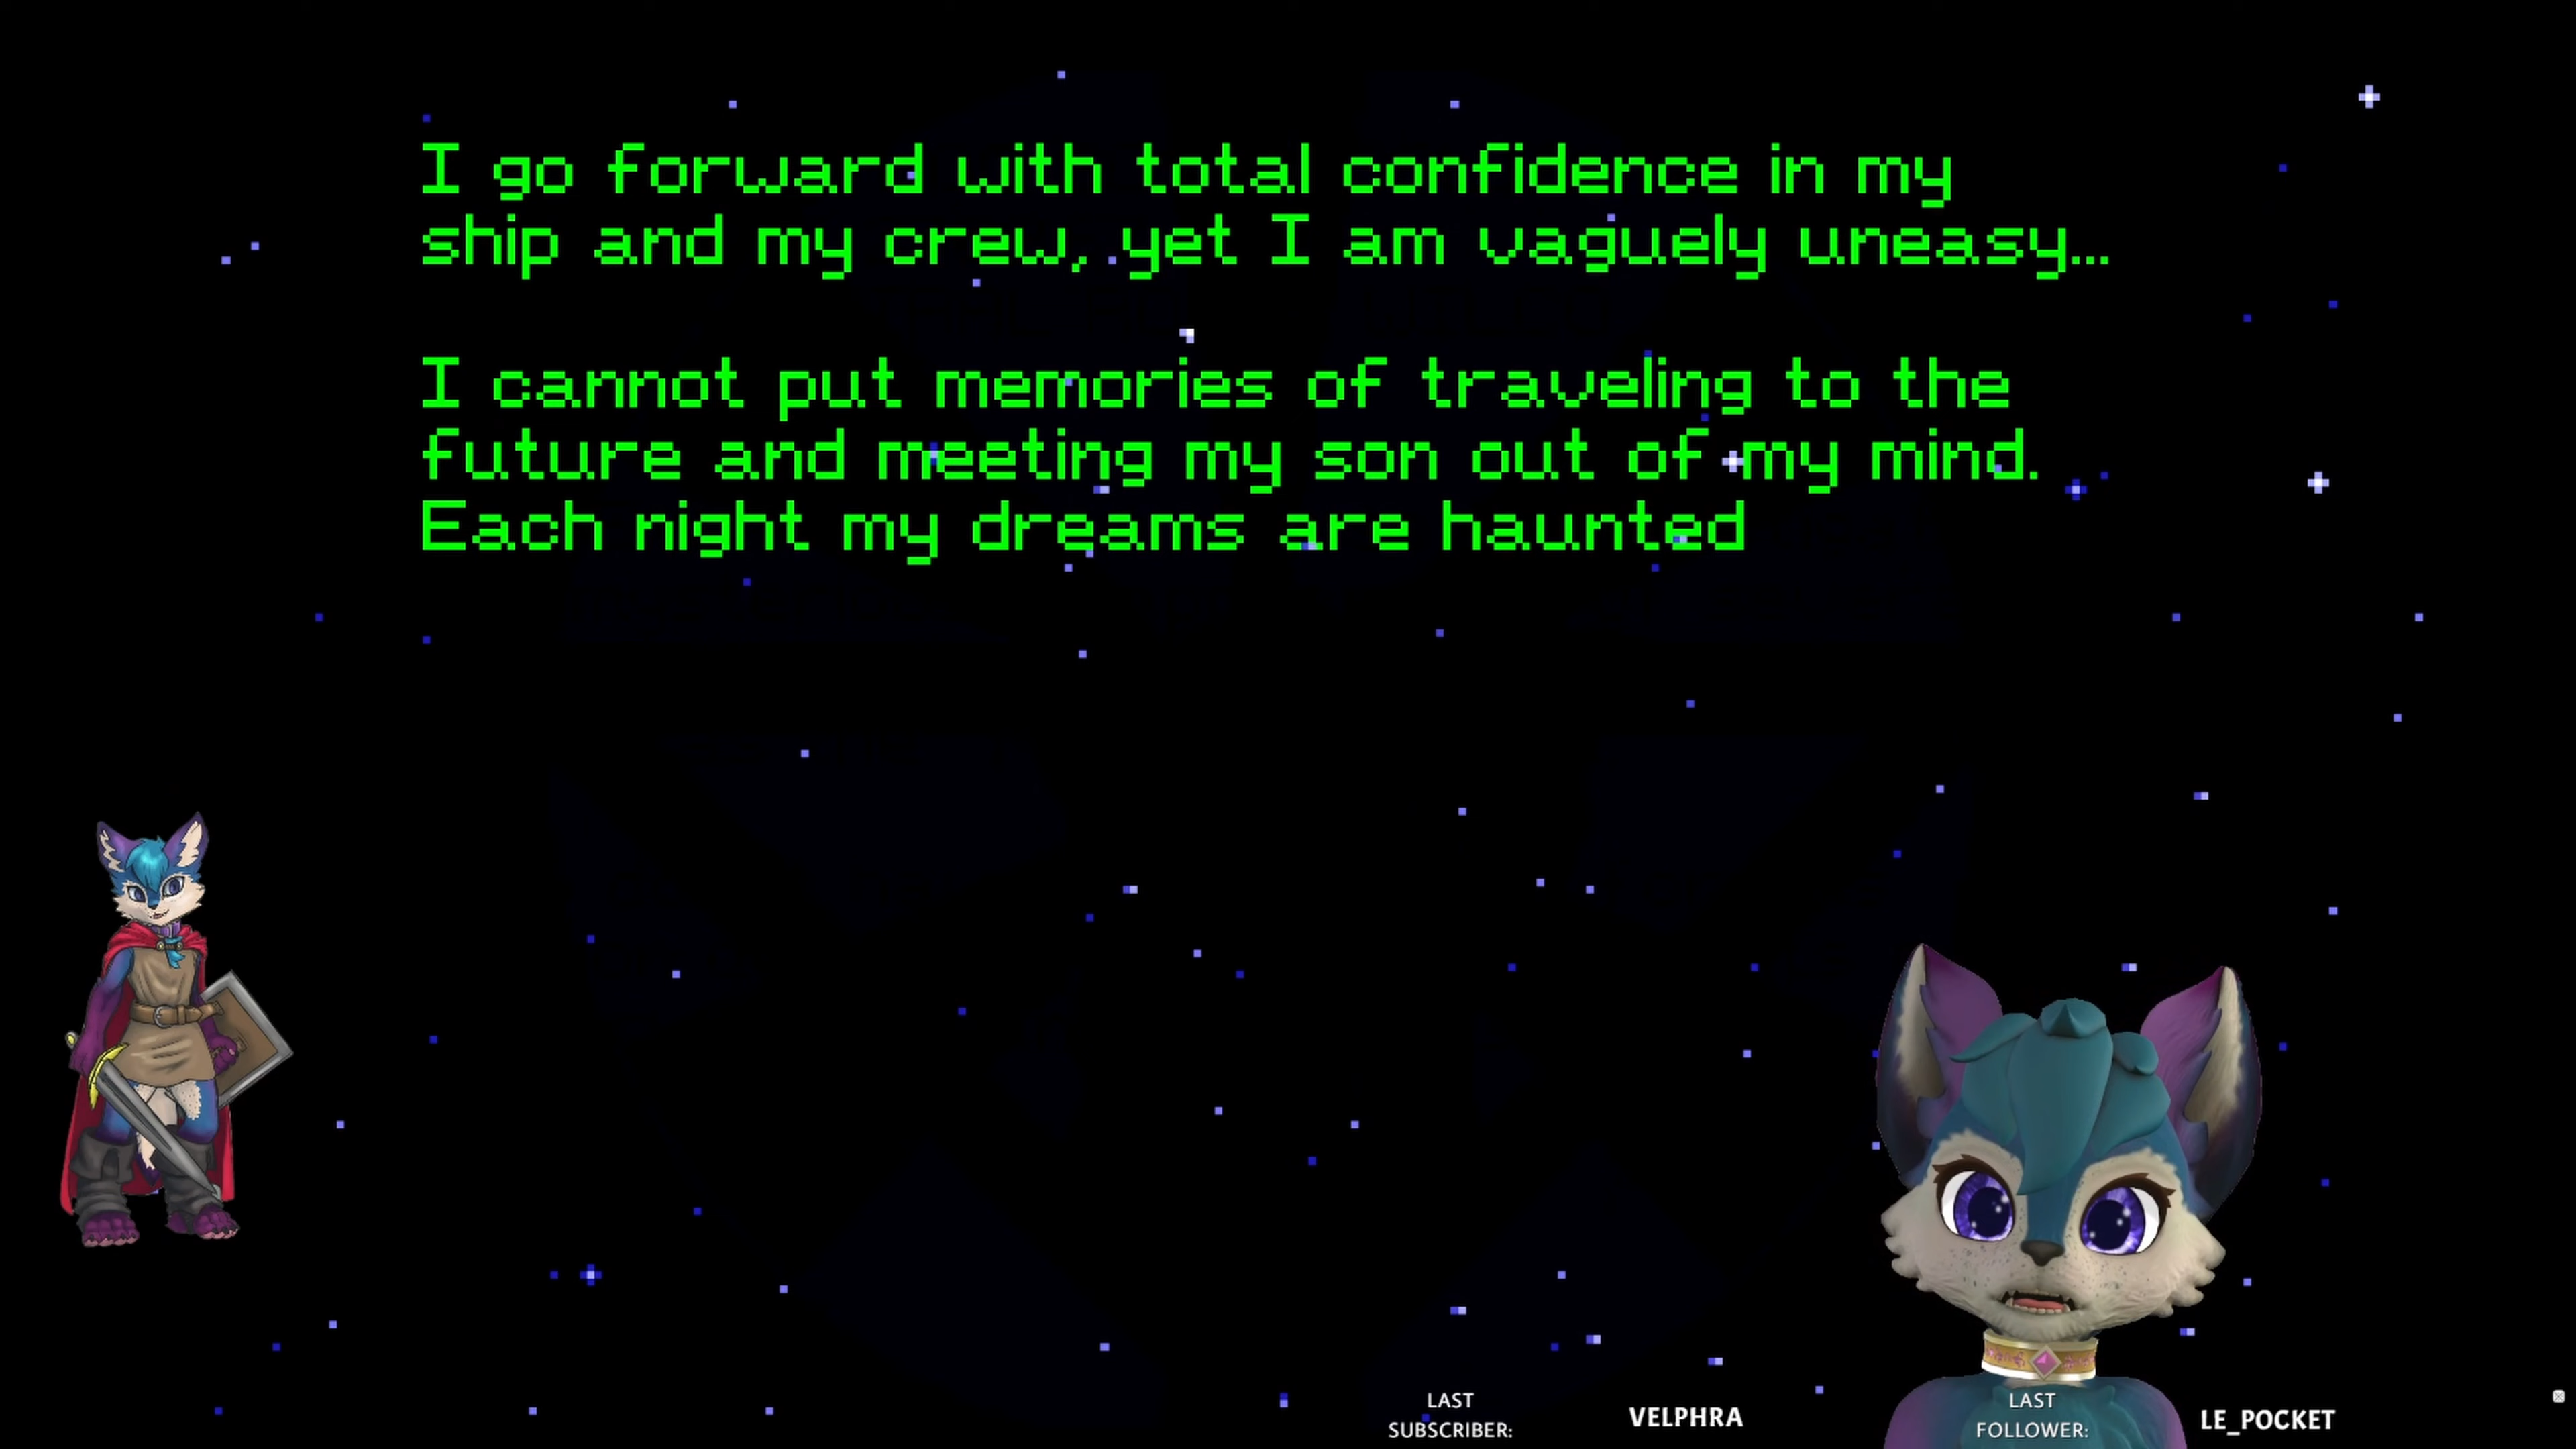 I go forward with total confidence in my
ship and my crew, yet I am vaguely uneasy...
I cannot put memories of traveling to the
future and meeting my son out of my mind.
Each night my dreams are haunted
LAST
SUBSCRIBER:
VELPHRA
LAST
FOLLOWER:
LE_POCKET